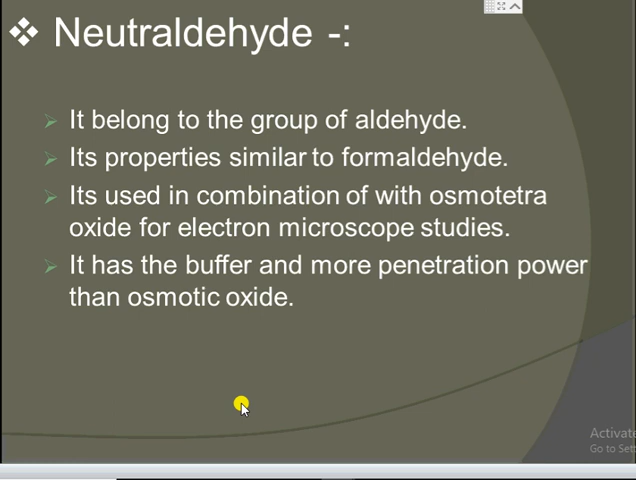 ❖ Neutraldehyde -:
➢ It belong to the group of aldehyde.
➢ Its properties similar to formaldehyde.
➢ Its used in combination of with osmotetra
oxide for electron microscope studies.
➢ It has the buffer and more penetration power
than osmotic oxide.
Activate
Go to Sett